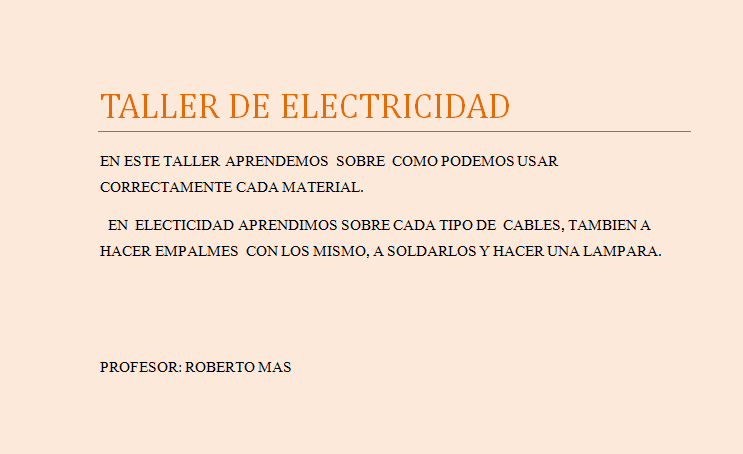 TALLER DE ELECTRICIDAD
EN ESTE TALLER APRENDEMOS SOBRE COMO PODEMOS USAR
CORRECTAMENTE CADA MATERIAL.
EN ELECTICIDAD APRENDIMOS SOBRE CADA TIPO DE CABLES, TAMBIEN A
HACER EMPALMES CON LOS MISMO, A SOLDARLOS Y HACER UNA LAMPARA.
PROFESOR: ROBERTO MAS